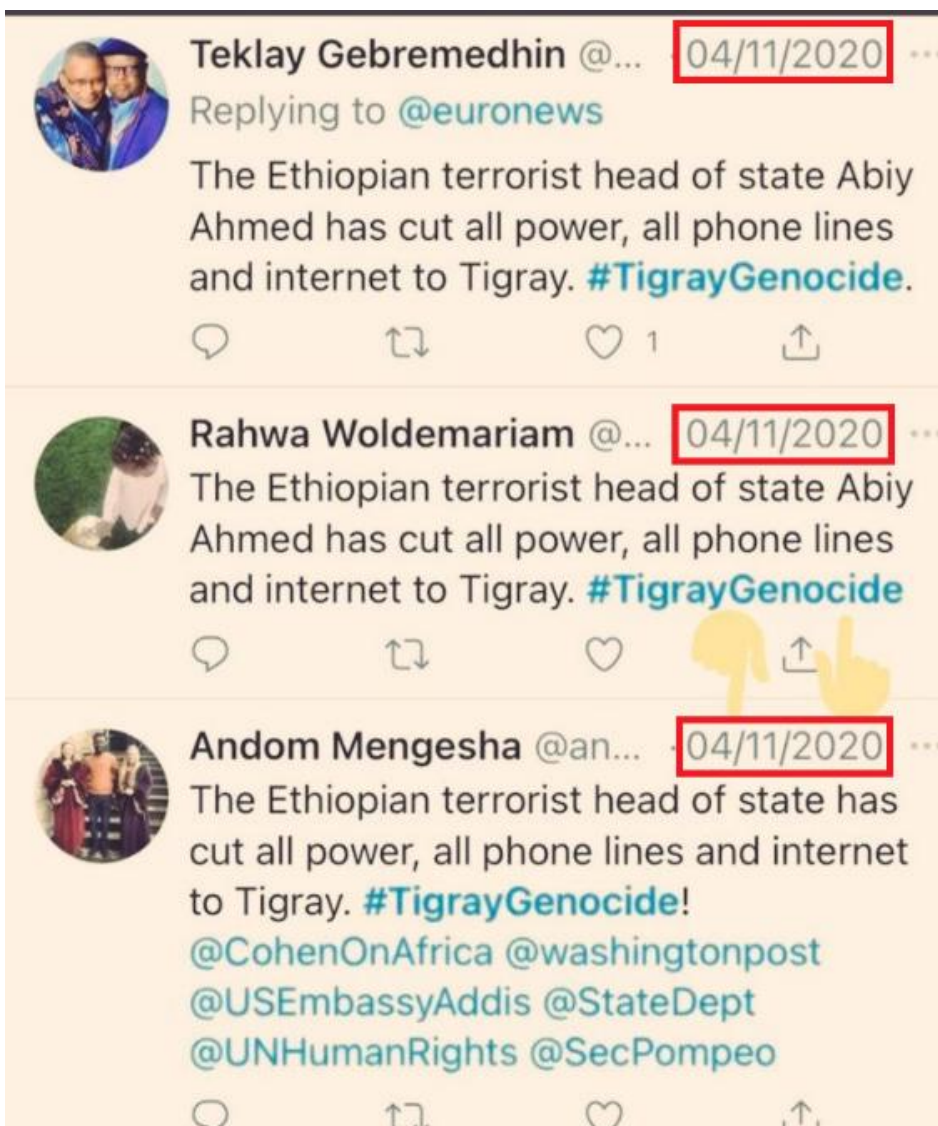 Teklay Gebremedhin @... ·04/11/2020 ...
Replying to @euronews
The Ethiopian terrorist head of state Abiy
Ahmed has cut all power, all phone lines
and internet to Tigray. #TigrayGenocide.
1
Rahwa Woldemariam @... ·04/11/2020 ...
The Ethiopian terrorist head of state Abiy
Ahmed has cut all power, all phone lines
and internet to Tigray. #TigrayGenocide
Andom Mengesha @an... ·04/11/2020 ...
The Ethiopian terrorist head of state has
cut all power, all phone lines and internet
to Tigray. #TigrayGenocide!
@CohenOnAfrica @washingtonpost
@USEmbassyAddis @StateDept
@UNHumanRights @SecPompeo